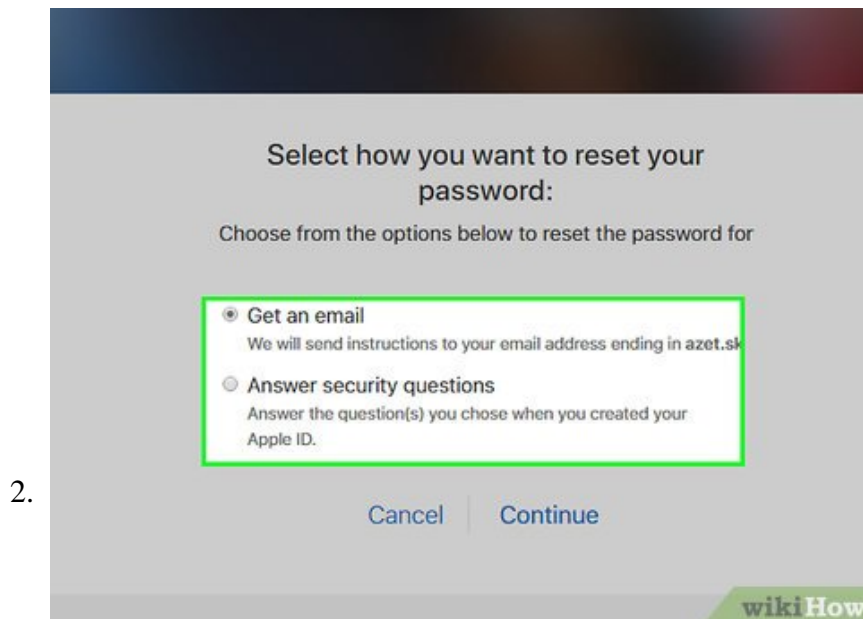 Select how you want to reset your
password:
Choose from the options below to reset the password for
Get an email
We will send instructions to your email address ending in azet.sk
Answer security questions
Answer the question(s) you chose when you created your
Apple ID.
2.
Cancel Continue
wikiHow